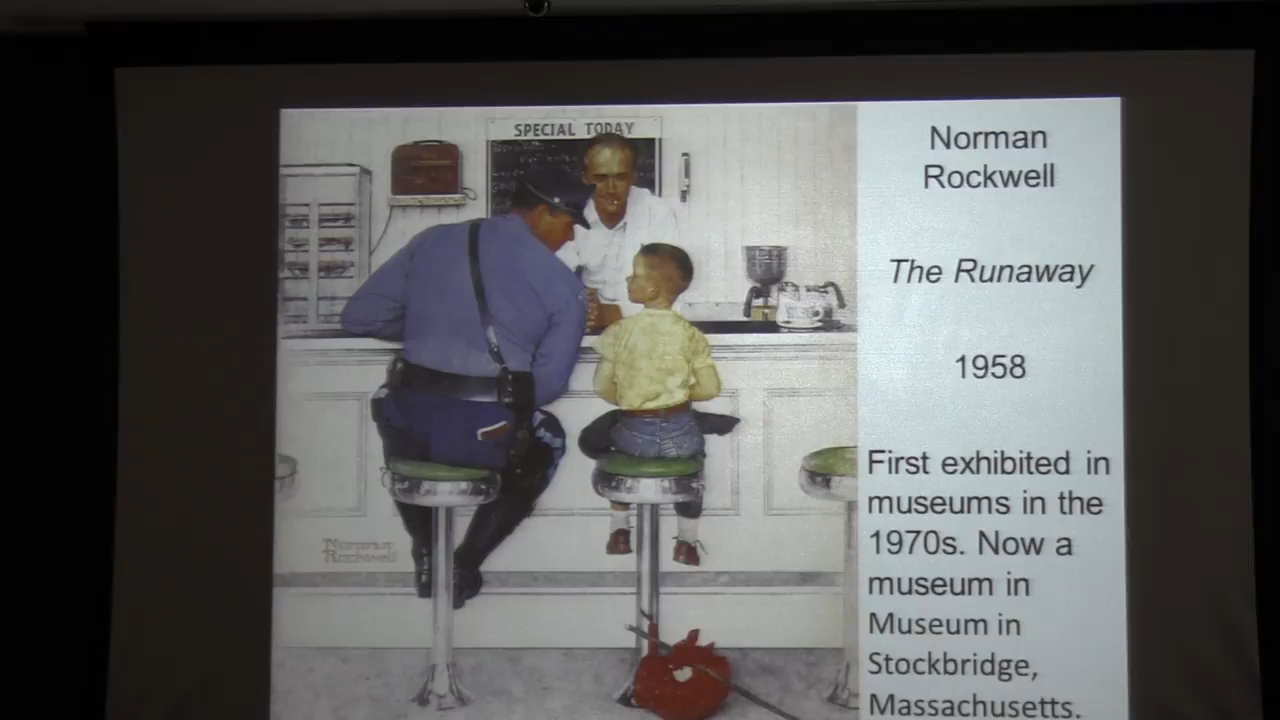 SPECIAL TODAY
Norman
Rockwell
Norman
Rockwell
The Runaway
1958
First exhibited in
museums in the
1970s. Now a
museum in
Museum in
Stockbridge,
Massachusetts.